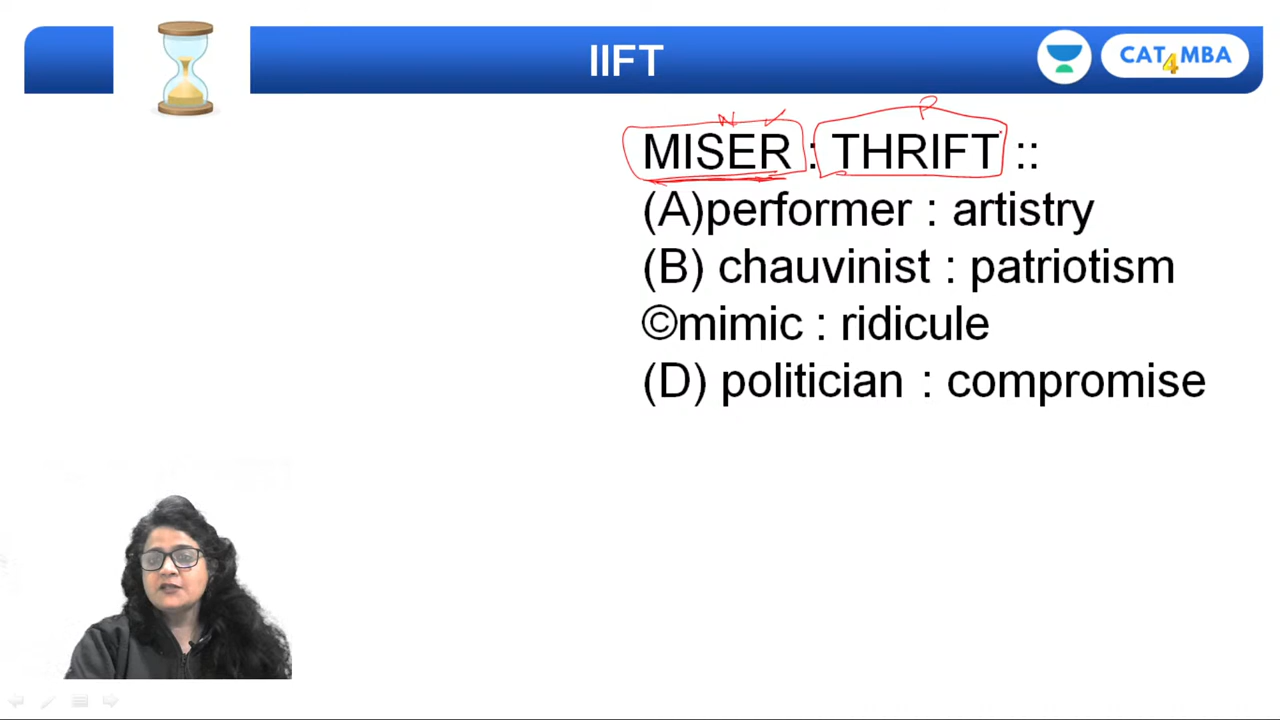 IIFT
CAT4MBA
N ✓ P
MISER : THRIFT ::
(A)performer : artistry
(B) chauvinist : patriotism
©mimic : ridicule
(D) politician : compromise